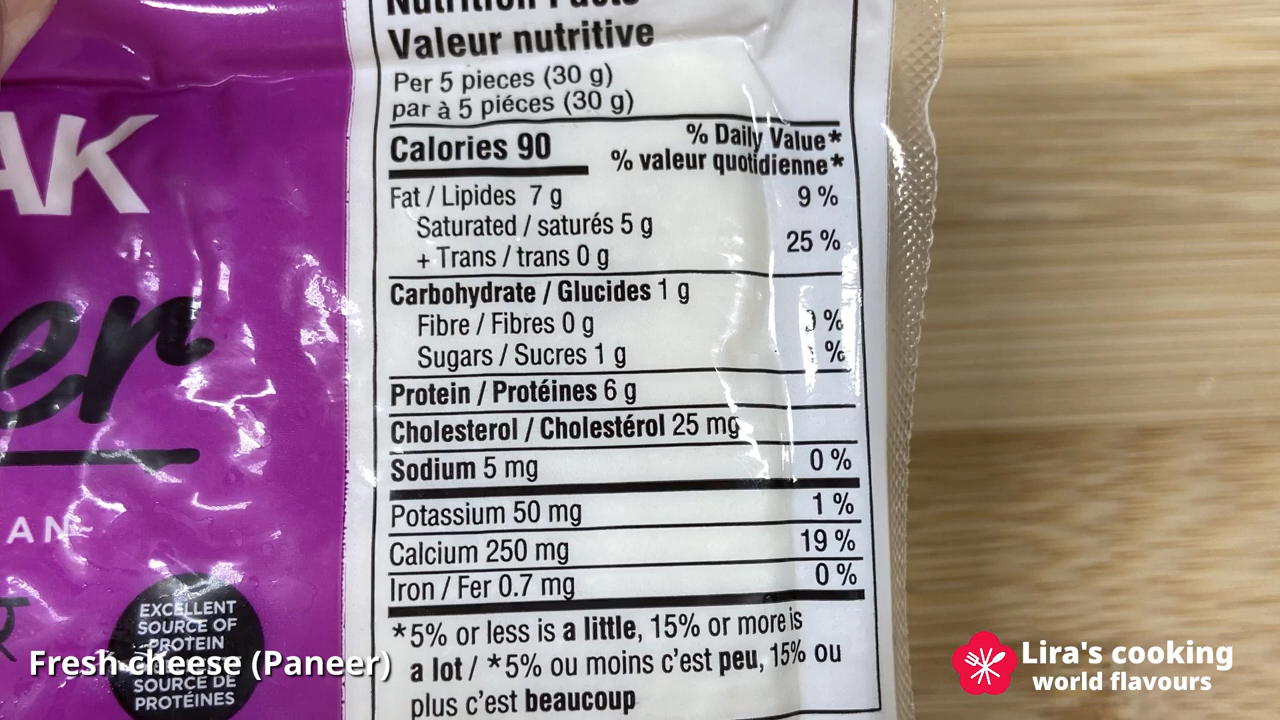 Nutrition Facts
Valeur nutritive
Per 5 pieces (30 g)
par à 5 piéces (30 g)
Calories 90
% Daily Value*
% valeur quotidienne*
Fat / Lipides 7 g 9 %
Saturated / saturés 5 g
+ Trans / trans 0 g
25 %
Carbohydrate / Glucides 1 g
Fibre / Fibres 0 g %
Sugars / Sucres 1 g %
Protein / Protéines 6 g
Cholesterol / Cholestérol 25 mg
Sodium 5 mg 0 %
Potassium 50 mg 1 %
Calcium 250 mg 19 %
Iron / Fer 0.7 mg 0 %
*5% or less is a little, 15% or more is
a lot / *5% ou moins c'est peu, 15% ou
plus c'est beaucoup
AK
er
AN
EXCELLENT
SOURCE OF
PROTEIN
SOURCE DE
PROTÉINES
Fresh cheese (Paneer)
Lira's cooking
world flavours